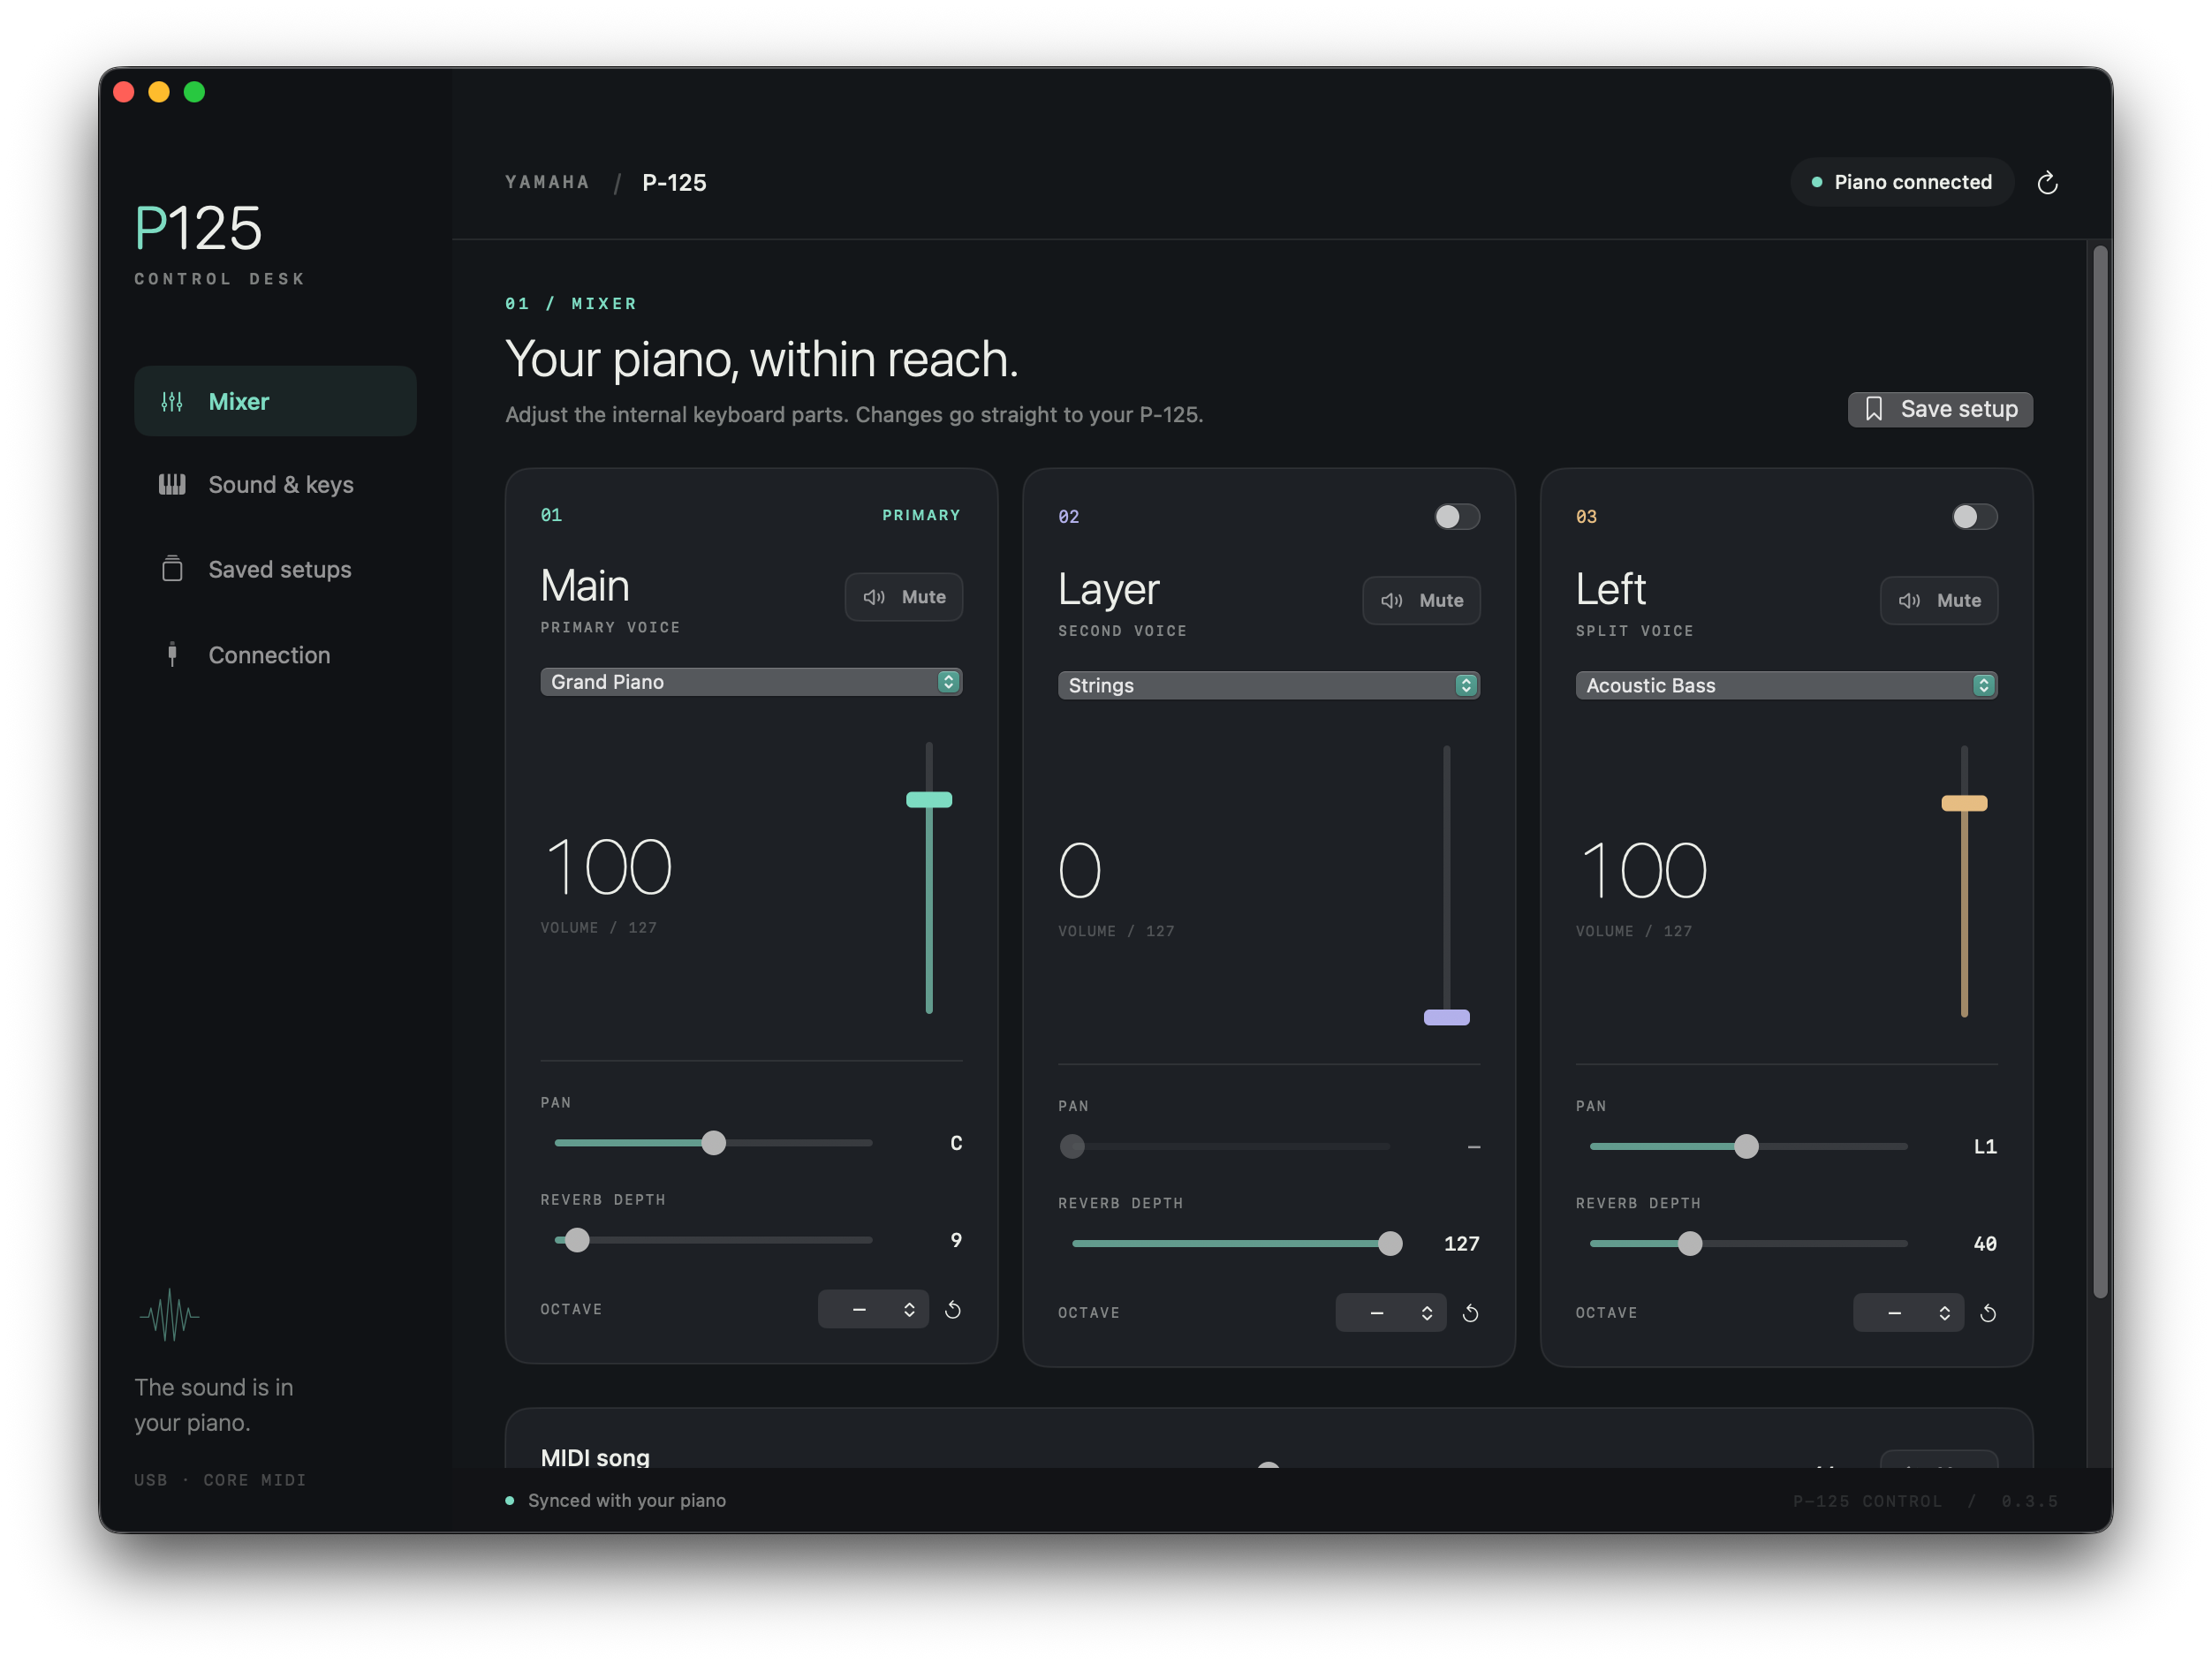 P125
CONTROL DESK
Mixer
Sound & keys
Saved setups
Connection
The sound is in
your piano.
USB · CORE MIDI
YAMAHA / P-125
Piano connected
01 / MIXER
Your piano, within reach.
Adjust the internal keyboard parts. Changes go straight to your P-125.
Save setup
01 PRIMARY
Main
Mute
PRIMARY VOICE
Grand Piano
100
VOLUME / 127
PAN
C
REVERB DEPTH
9
OCTAVE
–
02
Layer
Mute
SECOND VOICE
Strings
0
VOLUME / 127
PAN
–
REVERB DEPTH
127
OCTAVE
–
03
Left
Mute
SPLIT VOICE
Acoustic Bass
100
VOLUME / 127
PAN
L1
REVERB DEPTH
40
OCTAVE
–
MIDI song
Synced with your piano
P-125 CONTROL / 0.3.5